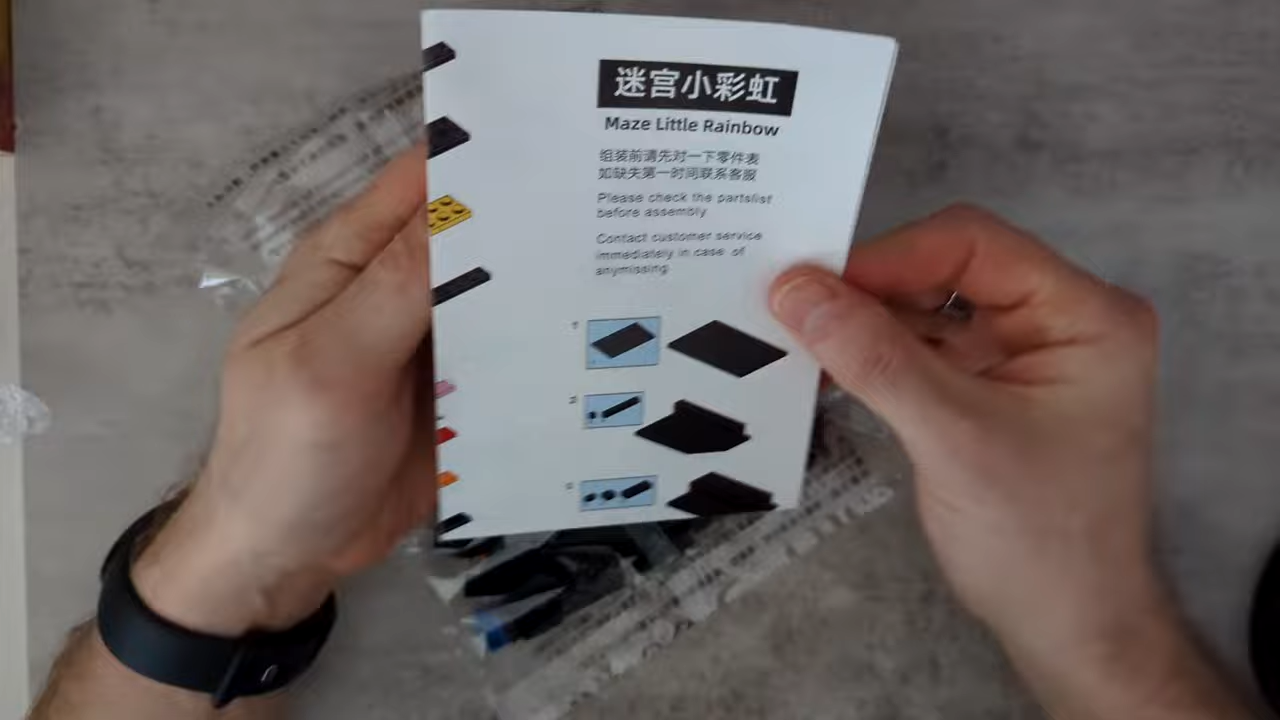 迷宫小彩虹
Maze Little Rainbow
组装前请先对一下零件表
如缺失第一时间联系客服
Please check the partslist
before assembly
Contact customer service
immediately in case of
anymissing
1
2